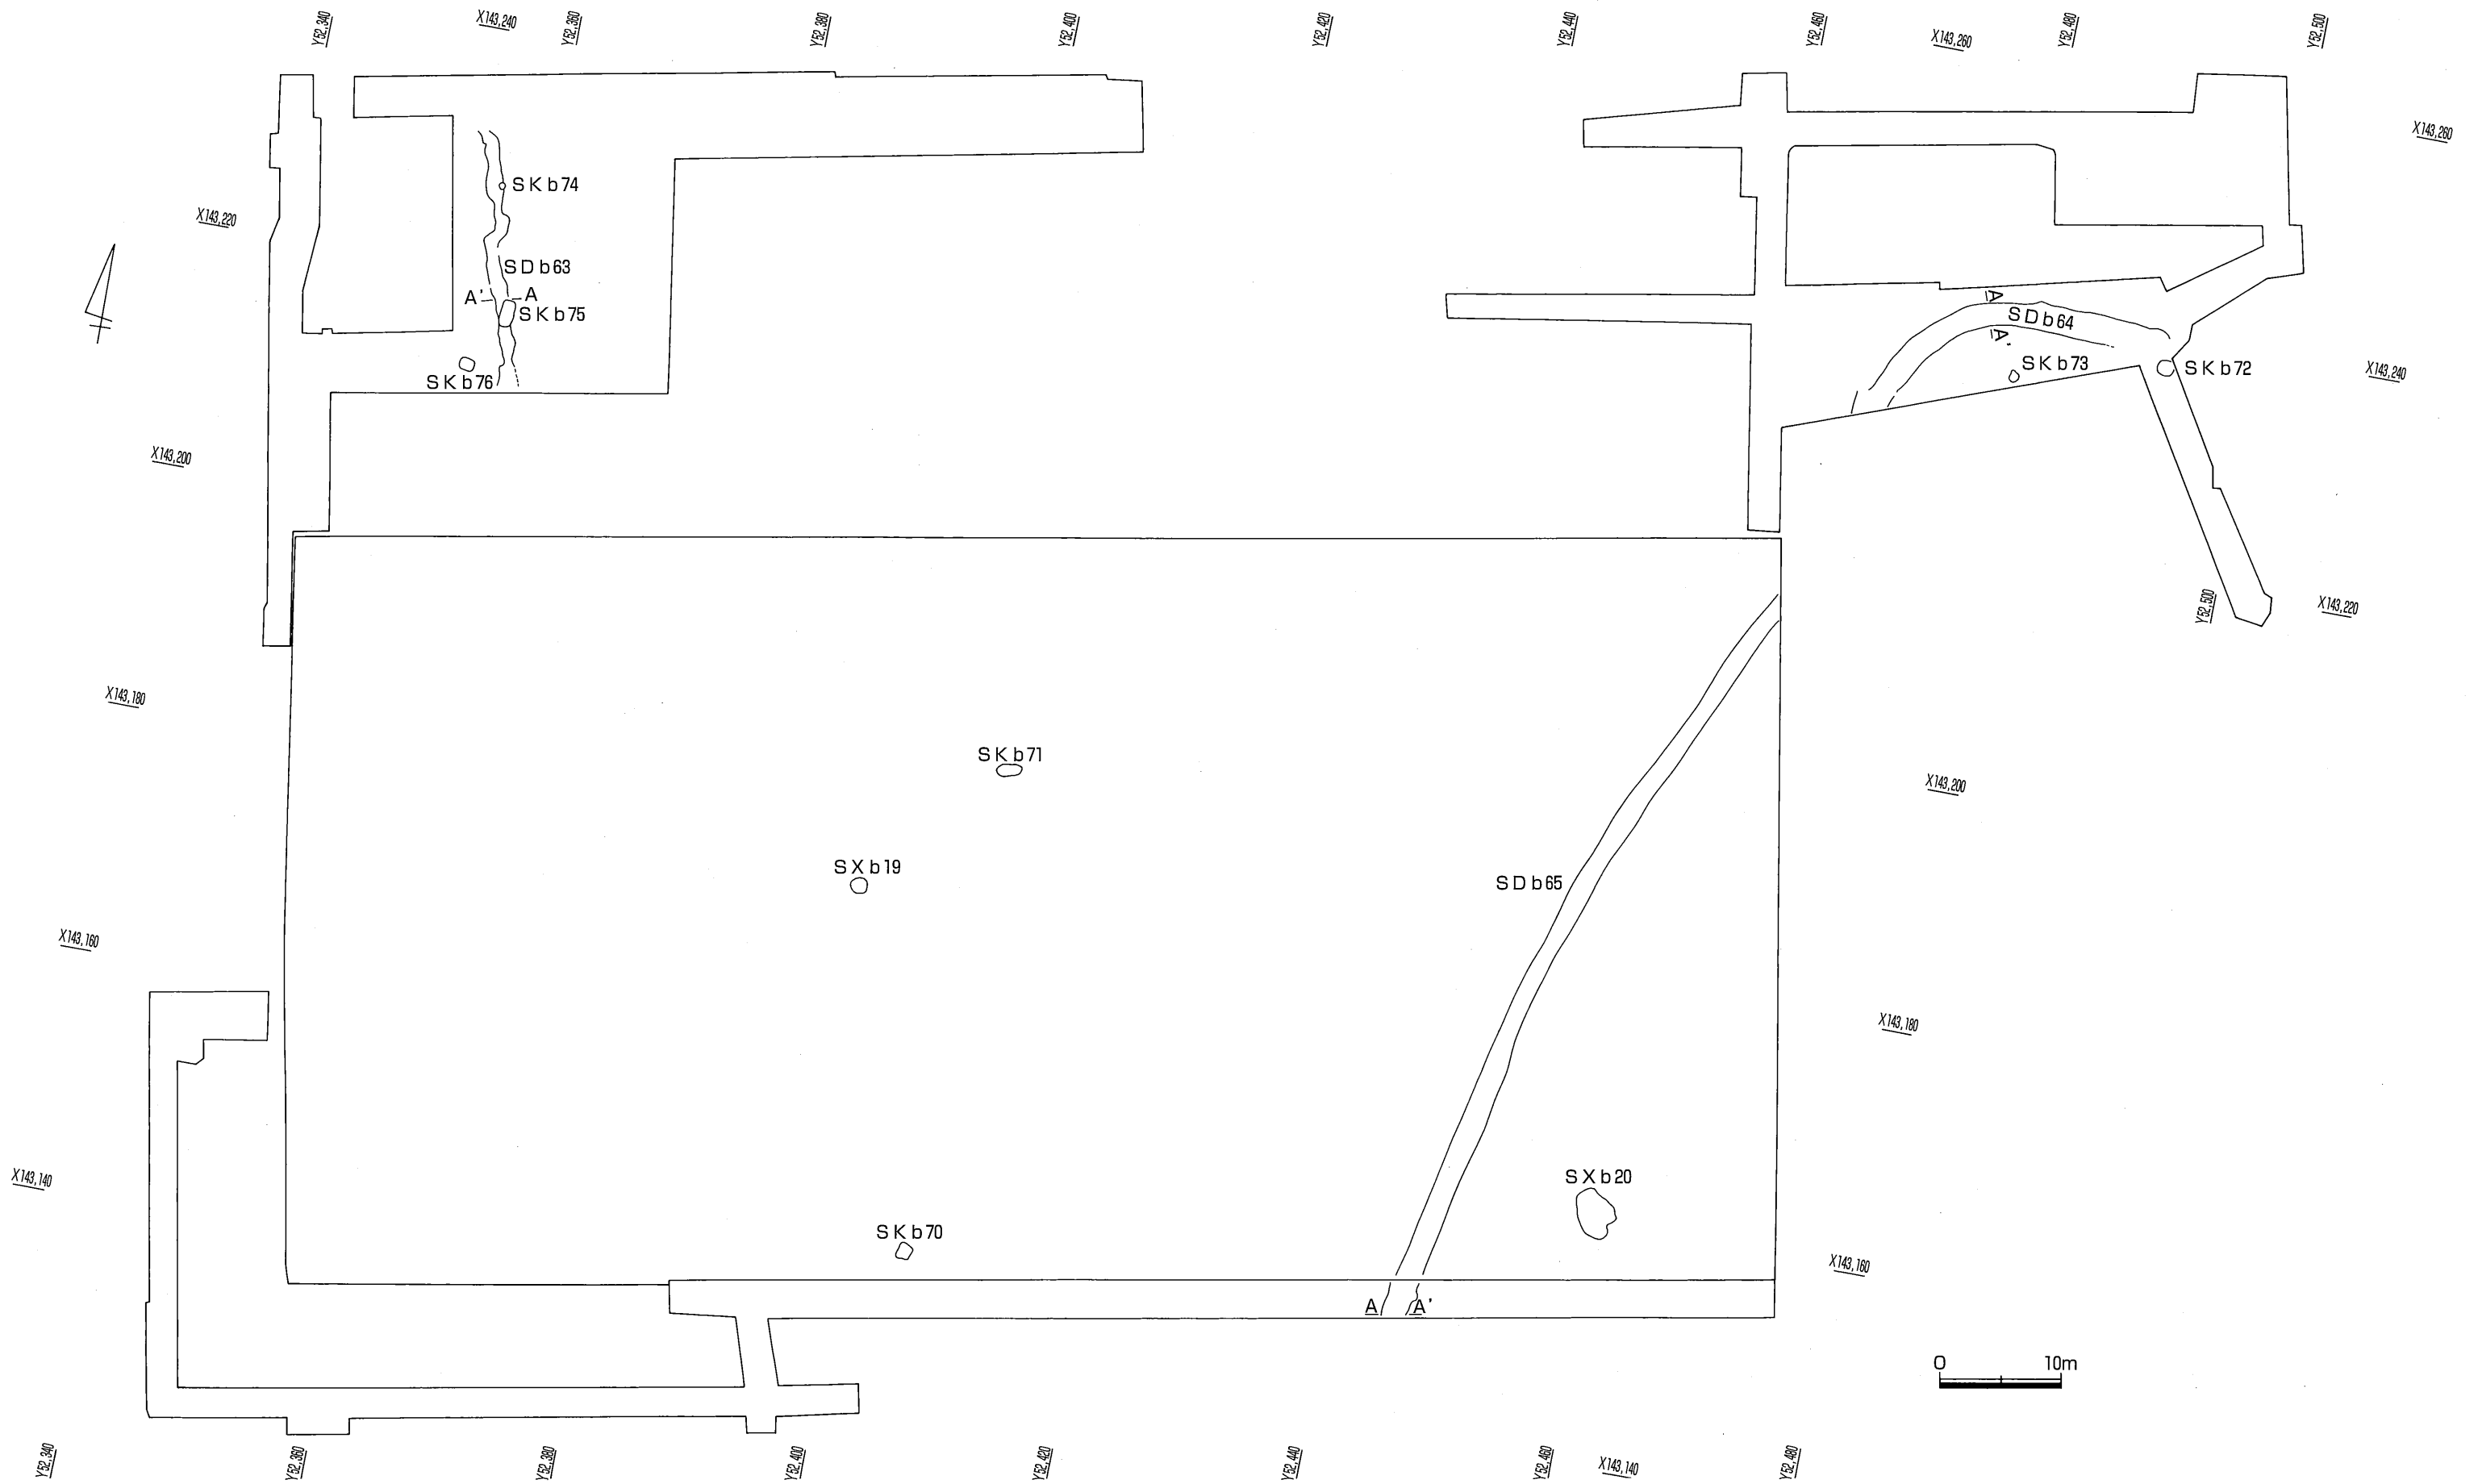 Y52,340
X143,240
Y52,360
Y52,380
Y52,400
Y52,420
Y52,440
Y52,460
X143,260
Y52,480
Y52,500
X143,260
SKb74
X143,220
SDb63
A' A
SKb75
A
SDb64
A'
SKb73
SKb72
X143,240
SKb76
X143,200
Y52,500
X143,220
X143,180
SKb71
X143,200
SXb19
SDb65
X143,160
X143,180
X143,140
SXb20
SKb70
X143,160
A A'
0 10m
Y52,340
Y52,360
Y52,380
Y52,400
Y52,420
Y52,440
Y52,460
X143,140
Y52,480